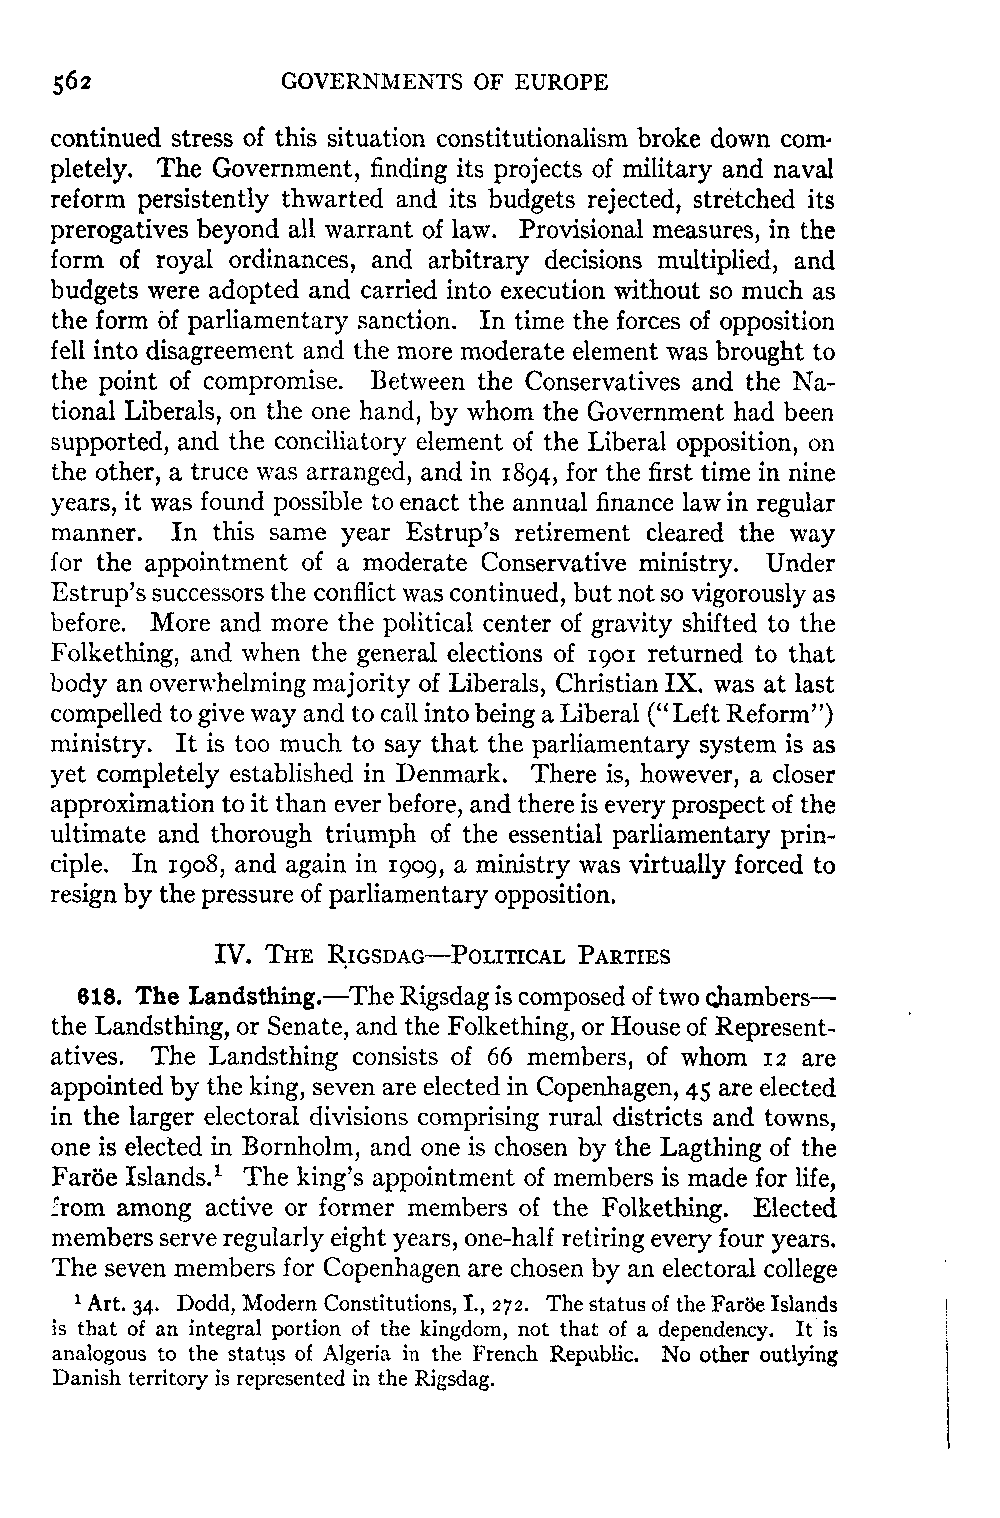 562 GOVERNMENTS OF EUROPE
continued stress of this situation constitutionalism broke down com-
pletely. The Government, finding its projects of military and naval
reform persistently thwarted and its budgets rejected, stretched its
prerogatives beyond all warrant of law. Provisional measures, in the
form of royal ordinances, and arbitrary decisions multiplied, and
budgets were adopted and carried into execution without so much as
the form of parliamentary sanction. In time the forces of opposition
fell into disagreement and the more moderate element was brought to
the point of compromise. Between the Conservatives and the Na-
tional Liberals, on the one hand, by whom the Government had been
supported, and the conciliatory element of the Liberal opposition, on
the other, a truce was arranged, and in 1894, for the first time in nine
years, it was found possible to enact the annual finance law in regular
manner. In this same year Estrup's retirement cleared the way
for the appointment of a moderate Conservative ministry. Under
Estrup's successors the conflict was continued, but not so vigorously as
before. More and more the political center of gravity shifted to the
Folkething, and when the general elections of 1901 returned to that
body an overwhelming majority of Liberals, Christian IX. was at last
compelled to give way and to call into being a Liberal ("Left Reform")
ministry. It is too much to say that the parliamentary system is as
yet completely established in Denmark. There is, however, a closer
approximation to it than ever before, and there is every prospect of the
ultimate and thorough triumph of the essential parliamentary prin-
ciple. In 1908, and again in 1909, a ministry was virtually forced to
resign by the pressure of parliamentary opposition.
IV. THE RIGSDAG—POLITICAL PARTIES
618. The Landsthing.—The Rigsdag is composed of two chambers—
the Landsthing, or Senate, and the Folkething, or House of Represent-
atives. The Landsthing consists of 66 members, of whom 12 are
appointed by the king, seven are elected in Copenhagen, 45 are elected
in the larger electoral divisions comprising rural districts and towns,
one is elected in Bornholm, and one is chosen by the Lagthing of the
Faröe Islands.¹ The king's appointment of members is made for life,
from among active or former members of the Folkething. Elected
members serve regularly eight years, one-half retiring every four years.
The seven members for Copenhagen are chosen by an electoral college
¹ Art. 34. Dodd, Modern Constitutions, I., 272. The status of the Faröe Islands
is that of an integral portion of the kingdom, not that of a dependency. It is
analogous to the status of Algeria in the French Republic. No other outlying
Danish territory is represented in the Rigsdag.